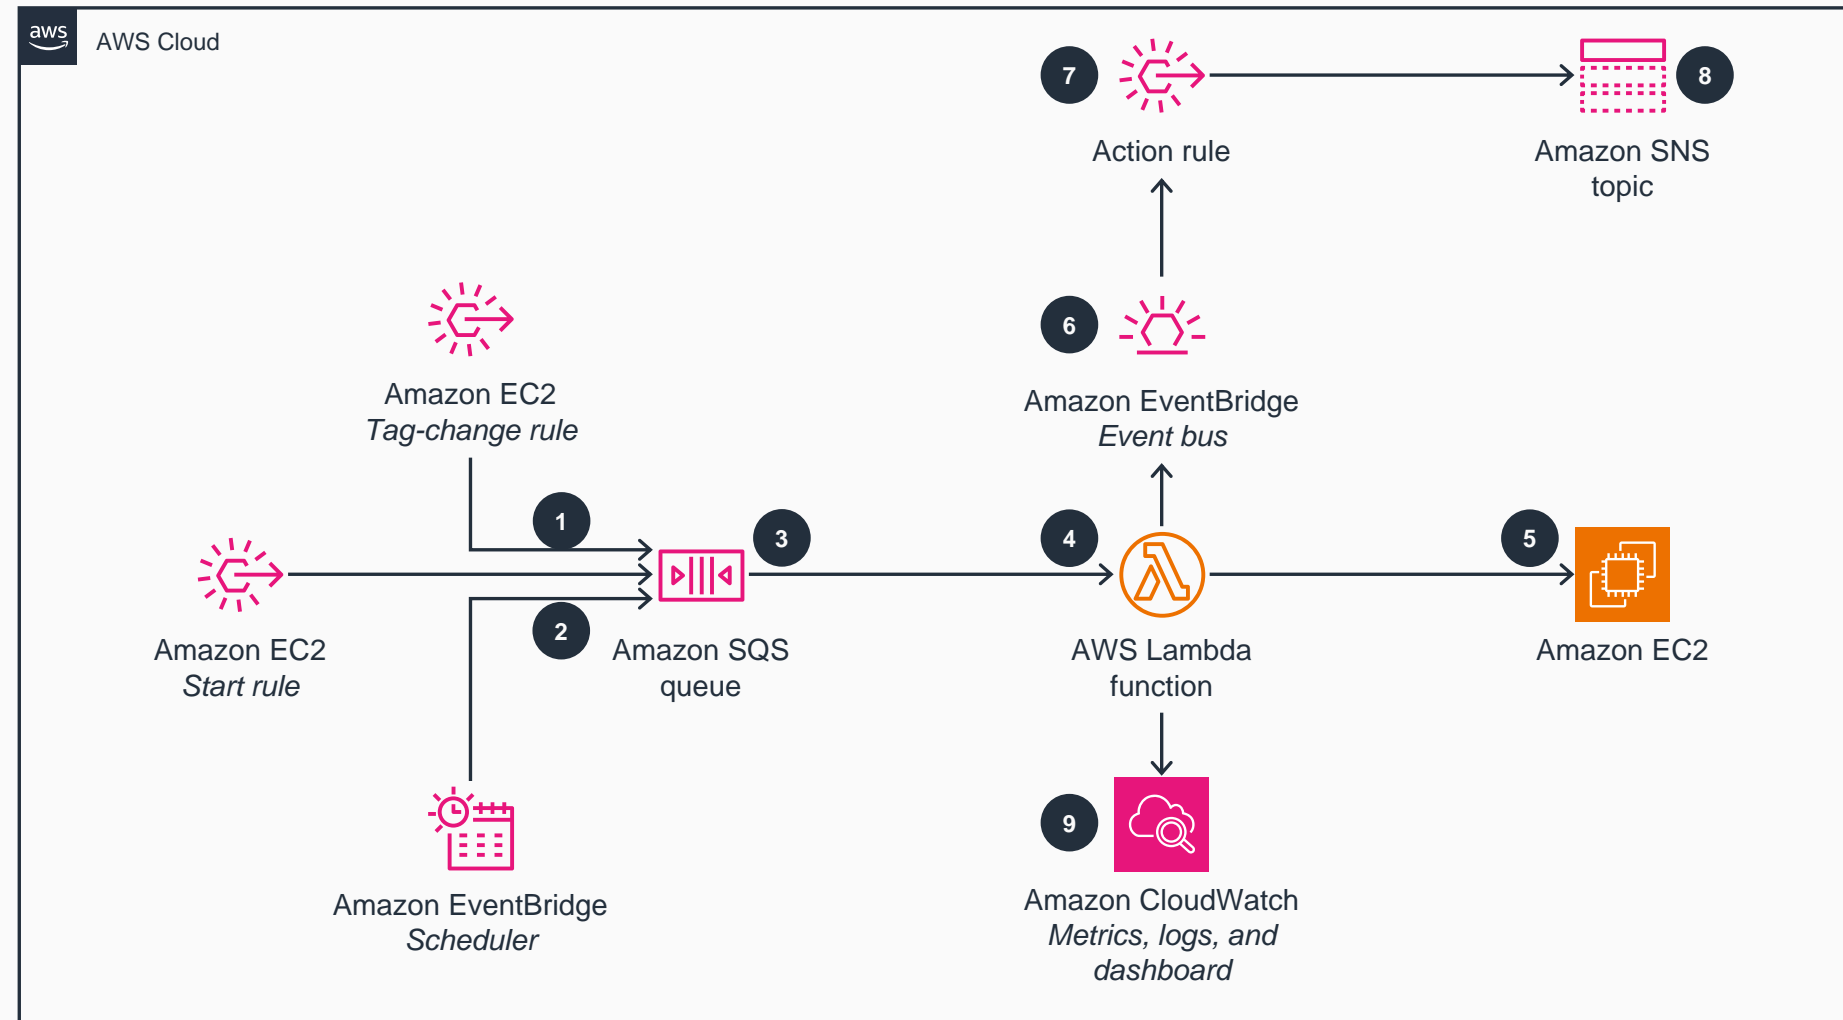 aws
AWS Cloud
7
8
Action rule
Amazon SNS
topic
6
Amazon EC2
Tag-change rule
Amazon EventBridge
Event bus
1
3
4
5
2
Amazon EC2
Start rule
Amazon SQS
queue
AWS Lambda
function
Amazon EC2
9
Amazon EventBridge
Scheduler
Amazon CloudWatch
Metrics, logs, and
dashboard